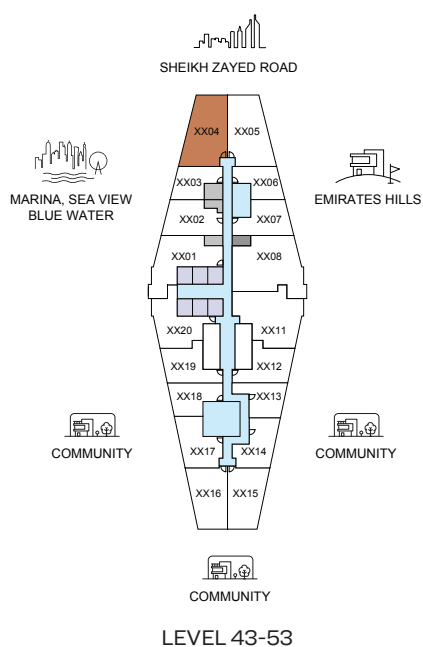 SHEIKH ZAYED ROAD
XX04 XX05
XX03 XX06
MARINA, SEA VIEW
BLUE WATER
EMIRATES HILLS
XX02 XX07
XX01 XX08
XX20 XX11
XX19 XX12
XX18 XX13
COMMUNITY
XX17 XX14
COMMUNITY
XX16 XX15
COMMUNITY
LEVEL 43-53